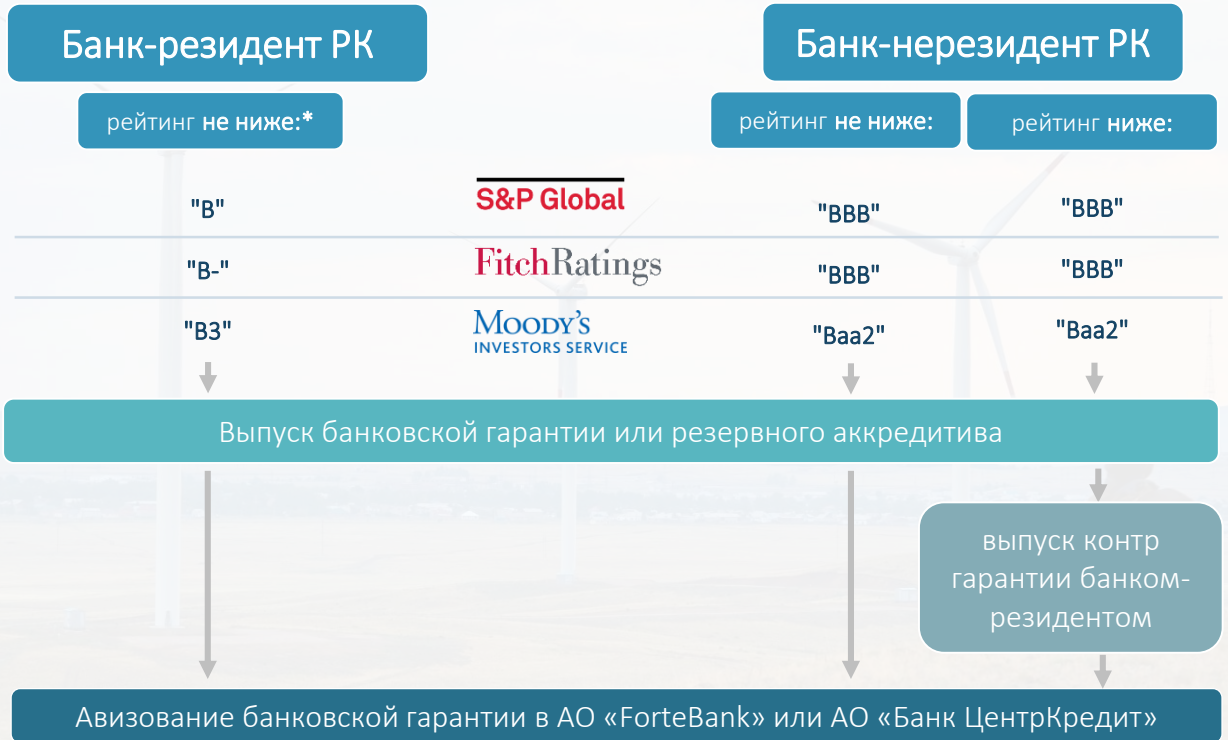 Банк-резидент РК
Банк-нерезидент РК
рейтинг не ниже:*
рейтинг не ниже:
рейтинг ниже:
"B"
S&P Global
"BBB"
"BBB"
"B-"
FitchRatings
"BBB"
"BBB"
"B3"
MOODY'S
INVESTORS SERVICE
"Baa2"
"Baa2"
Выпуск банковской гарантии или резервного аккредитива
выпуск контр
гарантии банком-
резидентом
Авизование банковской гарантии в АО «ForteBank» или АО «Банк ЦентрКредит»